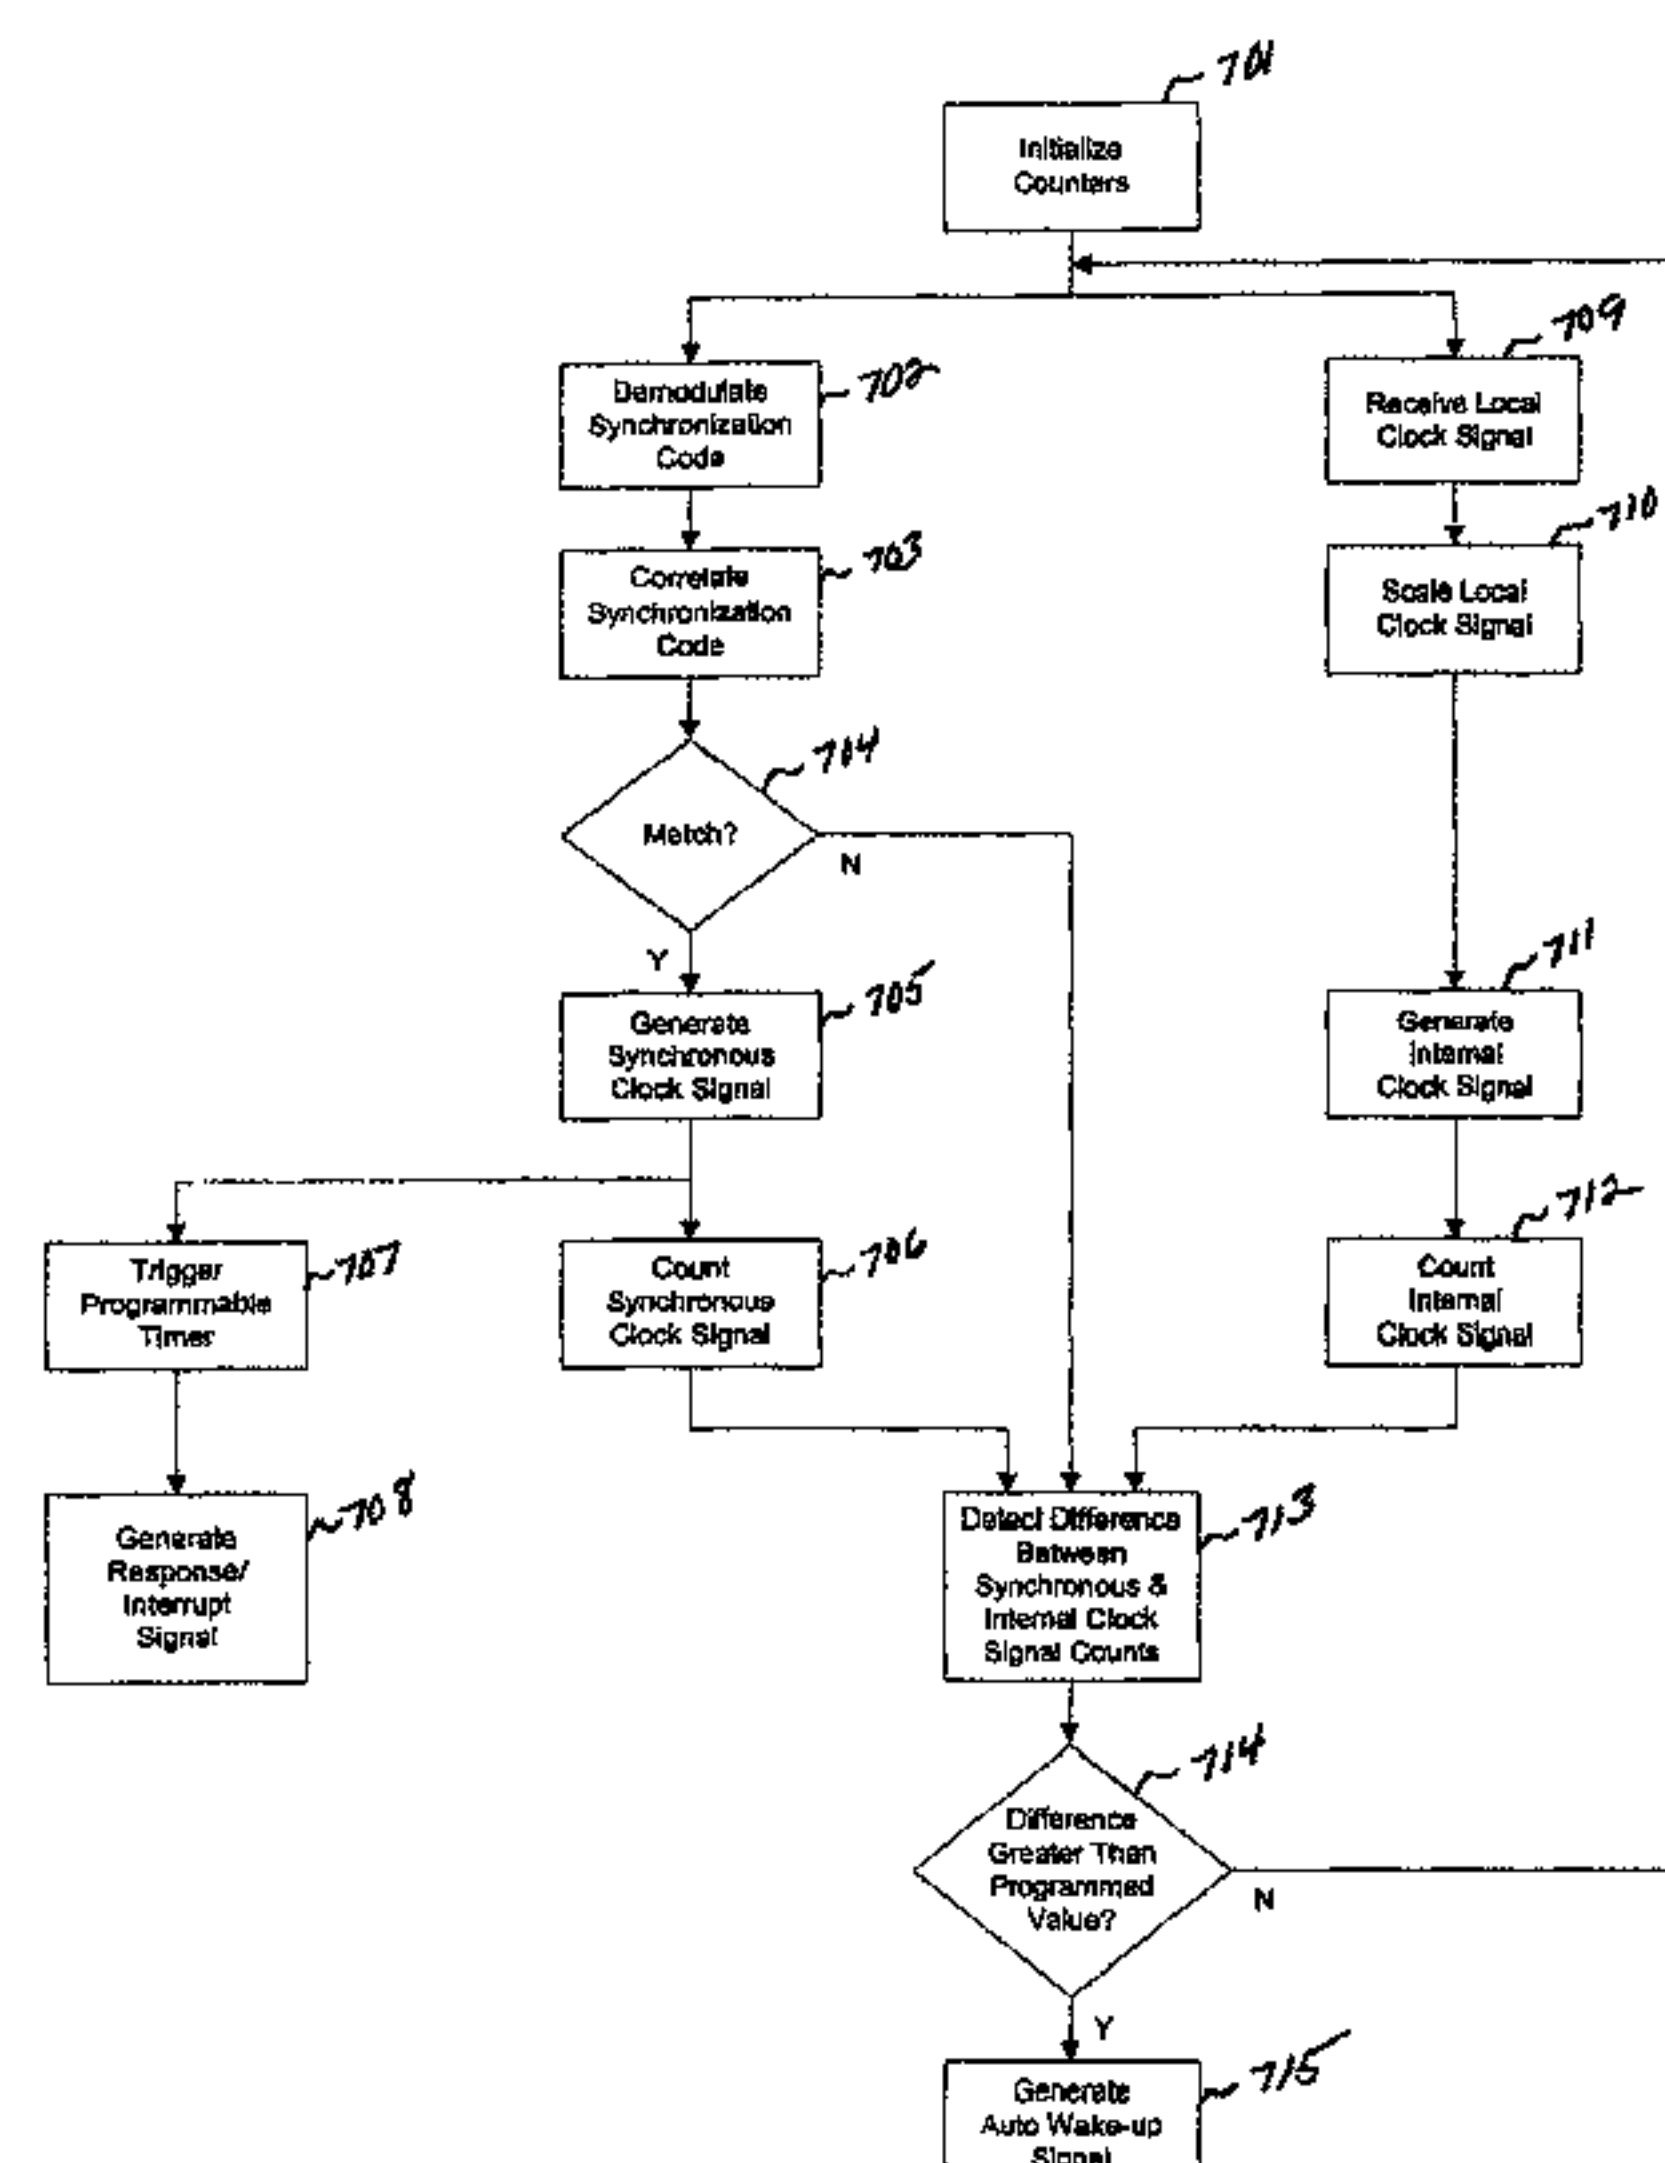 701
Initialize
Counters
709
702
Demodulate
Synchronization
Code
Receive Local
Clock Signal
710
703
Correlate
Synchronization
Code
Scale Local
Clock Signal
704
Match?
N
Y
711
705
Generate
Synchronous
Clock Signal
Generate
Internal
Clock Signal
712
707
Trigger
Programmable
Timer
706
Count
Synchronous
Clock Signal
Count
Internal
Clock Signal
708
Generate
Response/
Interrupt
Signal
713
Detect Difference
Between
Synchronous &
Internal Clock
Signal Counts
714
Difference
Greater Than
Programmed
Value?
N
Y
715
Generate
Auto Wake-up
Signal